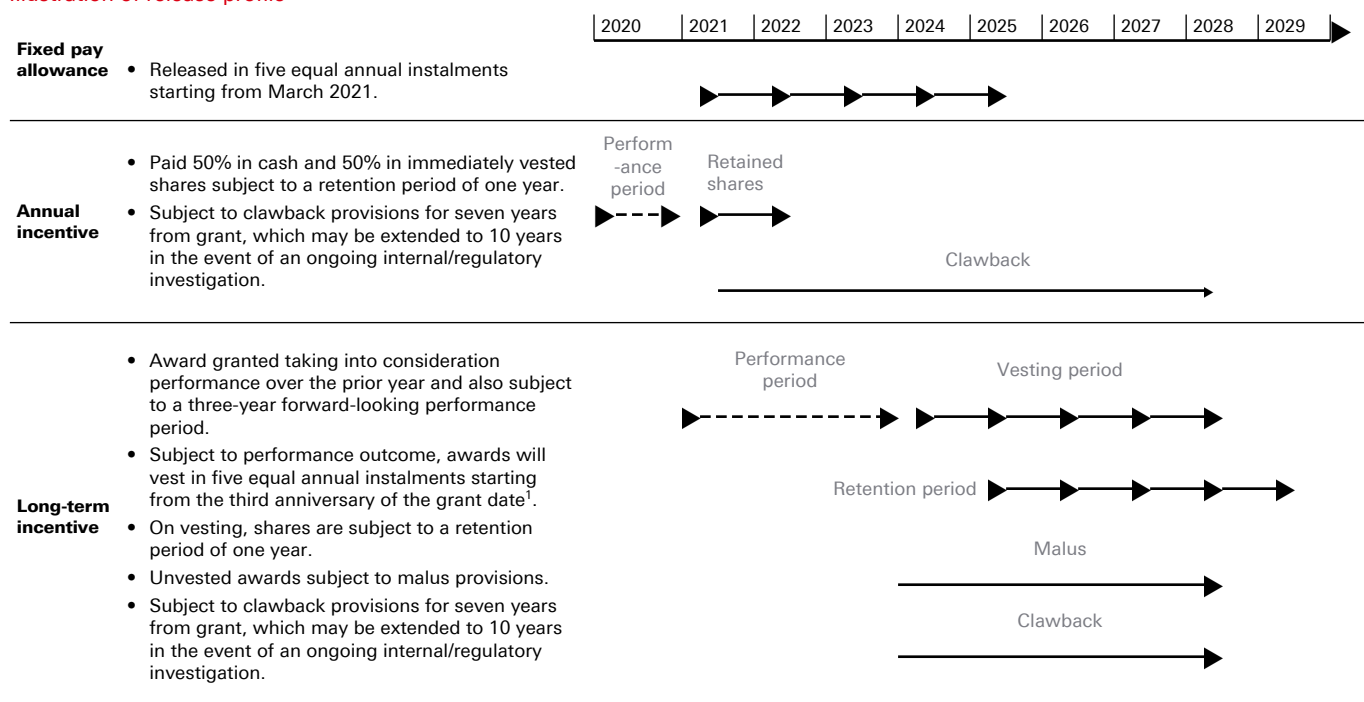 Illustration of release profile
2020 2021 2022 2023 2024 2025 2026 2027 2028 2029
Fixed pay
allowance
• Released in five equal annual instalments
starting from March 2021.
Annual
incentive
• Paid 50% in cash and 50% in immediately vested
shares subject to a retention period of one year.
• Subject to clawback provisions for seven years
from grant, which may be extended to 10 years
in the event of an ongoing internal/regulatory
investigation.
Perform
-ance
period
Retained
shares
Clawback
Long-term
incentive
• Award granted taking into consideration
performance over the prior year and also subject
to a three-year forward-looking performance
period.
• Subject to performance outcome, awards will
vest in five equal annual instalments starting
from the third anniversary of the grant date1.
• On vesting, shares are subject to a retention
period of one year.
• Unvested awards subject to malus provisions.
• Subject to clawback provisions for seven years
from grant, which may be extended to 10 years
in the event of an ongoing internal/regulatory
investigation.
Performance
period
Vesting period
Retention period
Malus
Clawback